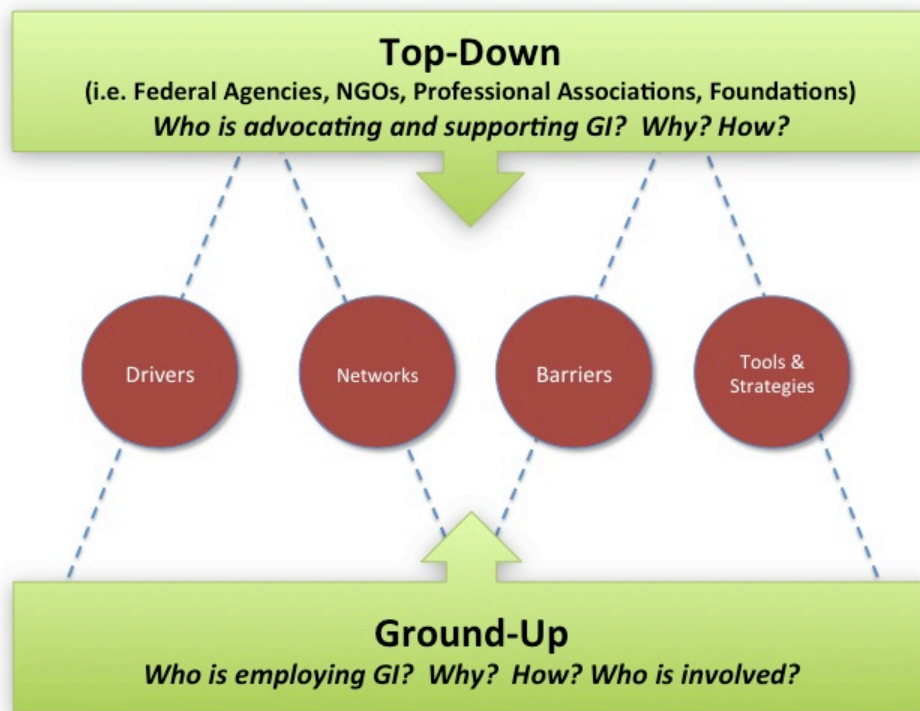 Top-Down
(i.e. Federal Agencies, NGOs, Professional Associations, Foundations)
Who is advocating and supporting GI?  Why? How?
Drivers
Networks
Barriers
Tools &
Strategies
Ground-Up
Who is employing GI?  Why?  How? Who is involved?